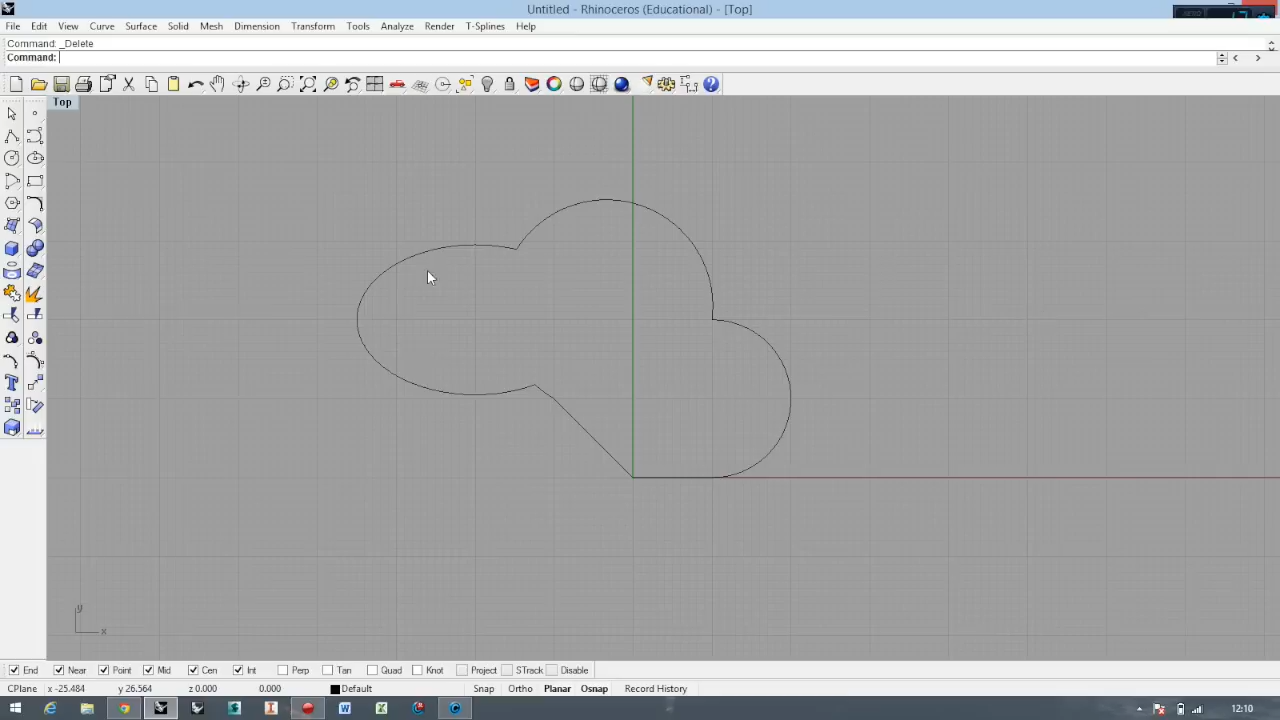 Untitled - Rhinoceros (Educational) - [Top]
File Edit View Curve Surface Solid Mesh Dimension Transform Tools Analyze Render T-Splines Help
Command: _Delete
Command:
Top
y
x
End Near Point Mid Cen Int Perp Tan Quad Knot Project STrack Disable
CPlane x -25.484 y 26.564 z 0.000 0.000 Default Snap Ortho Planar Osnap Record History
12:10